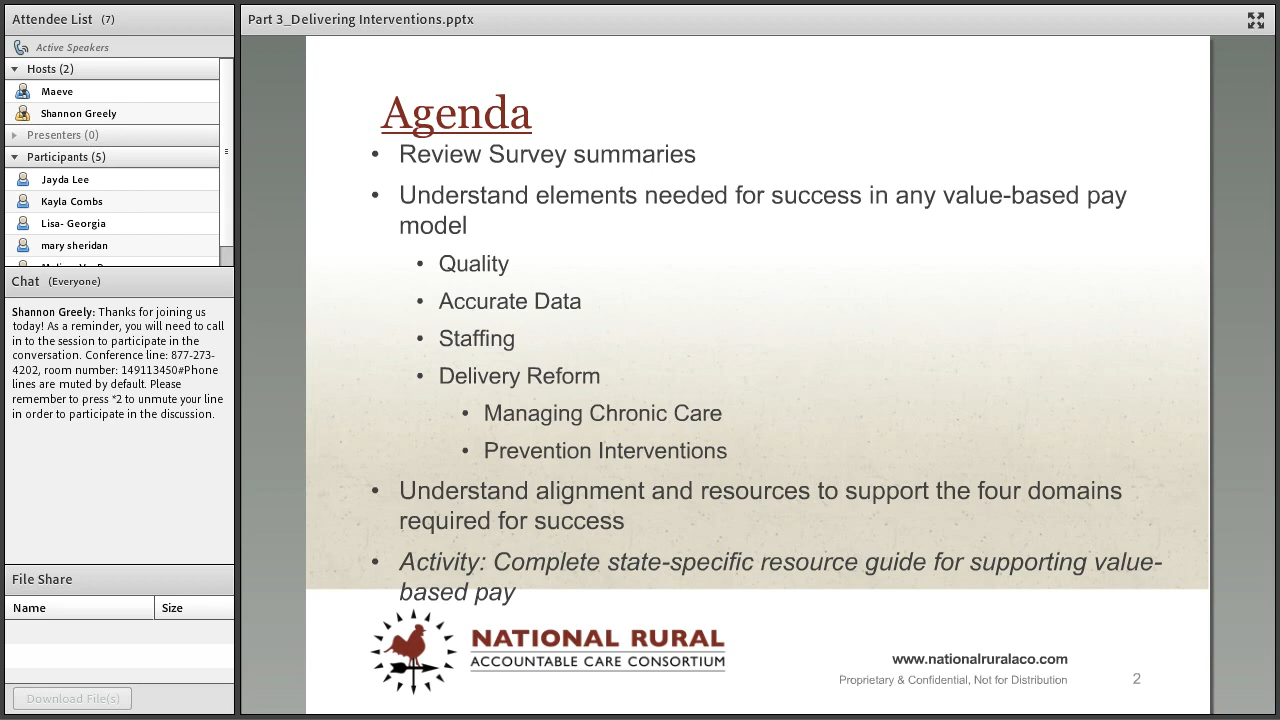 Attendee List (7)
Active Speakers
Hosts (2)
Maeve
Shannon Greely
Presenters (0)
Participants (5)
Jayda Lee
Kayla Combs
Lisa- Georgia
mary sheridan
Chat (Everyone)
Shannon Greely: Thanks for joining us
today! As a reminder, you will need to call
in to the session to participate in the
conversation. Conference line: 877-273-
4202, room number: 149113450#Phone
lines are muted by default. Please
remember to press *2 to unmute your line
in order to participate in the discussion.
File Share
Name Size
Download File(s)
Part 3_Delivering Interventions.pptx
Agenda
• Review Survey summaries
• Understand elements needed for success in any value-based pay
model
• Quality
• Accurate Data
• Staffing
• Delivery Reform
• Managing Chronic Care
• Prevention Interventions
• Understand alignment and resources to support the four domains
required for success
• Activity: Complete state-specific resource guide for supporting value-
based pay
NATIONAL RURAL
ACCOUNTABLE CARE CONSORTIUM
www.nationalruralaco.com
Proprietary & Confidential, Not for Distribution
2